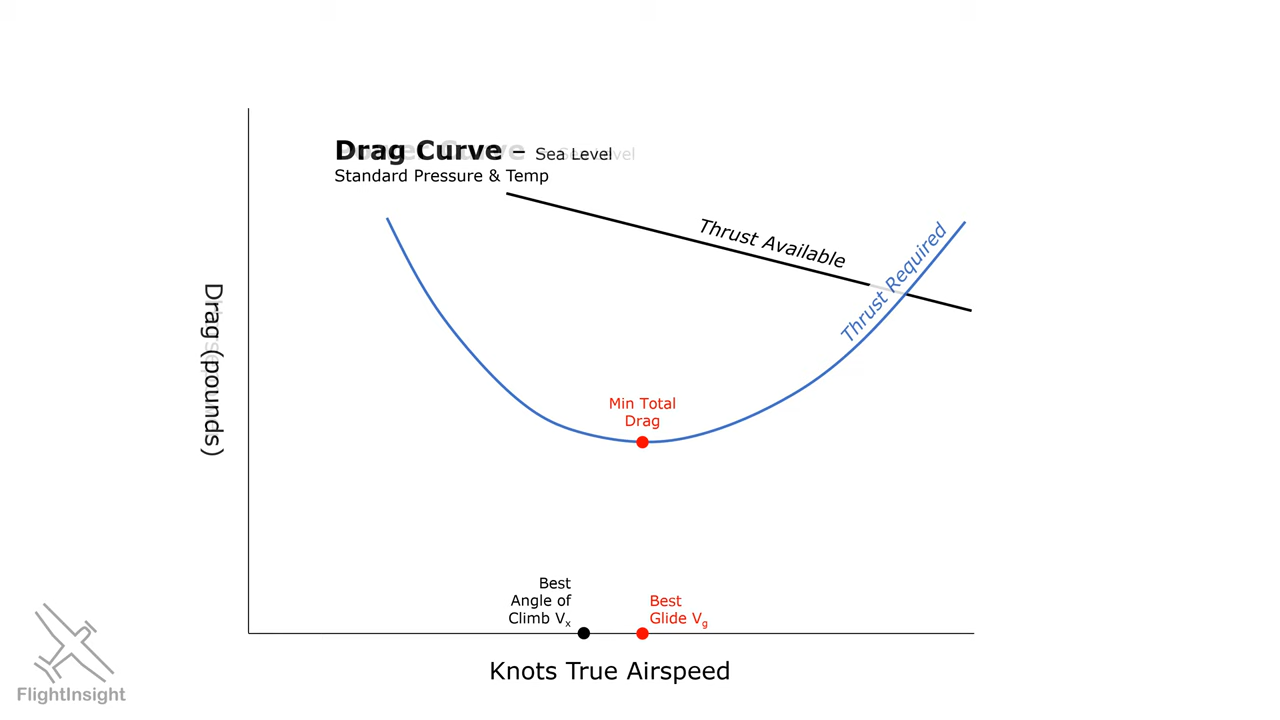 Drag Curve – Sea Level
Standard Pressure & Temp
Thrust Available
Thrust Required
Drag (pounds)
Min Total
Drag
Best
Angle of
Climb Vx
Best
Glide Vg
Knots True Airspeed
FlightInsight